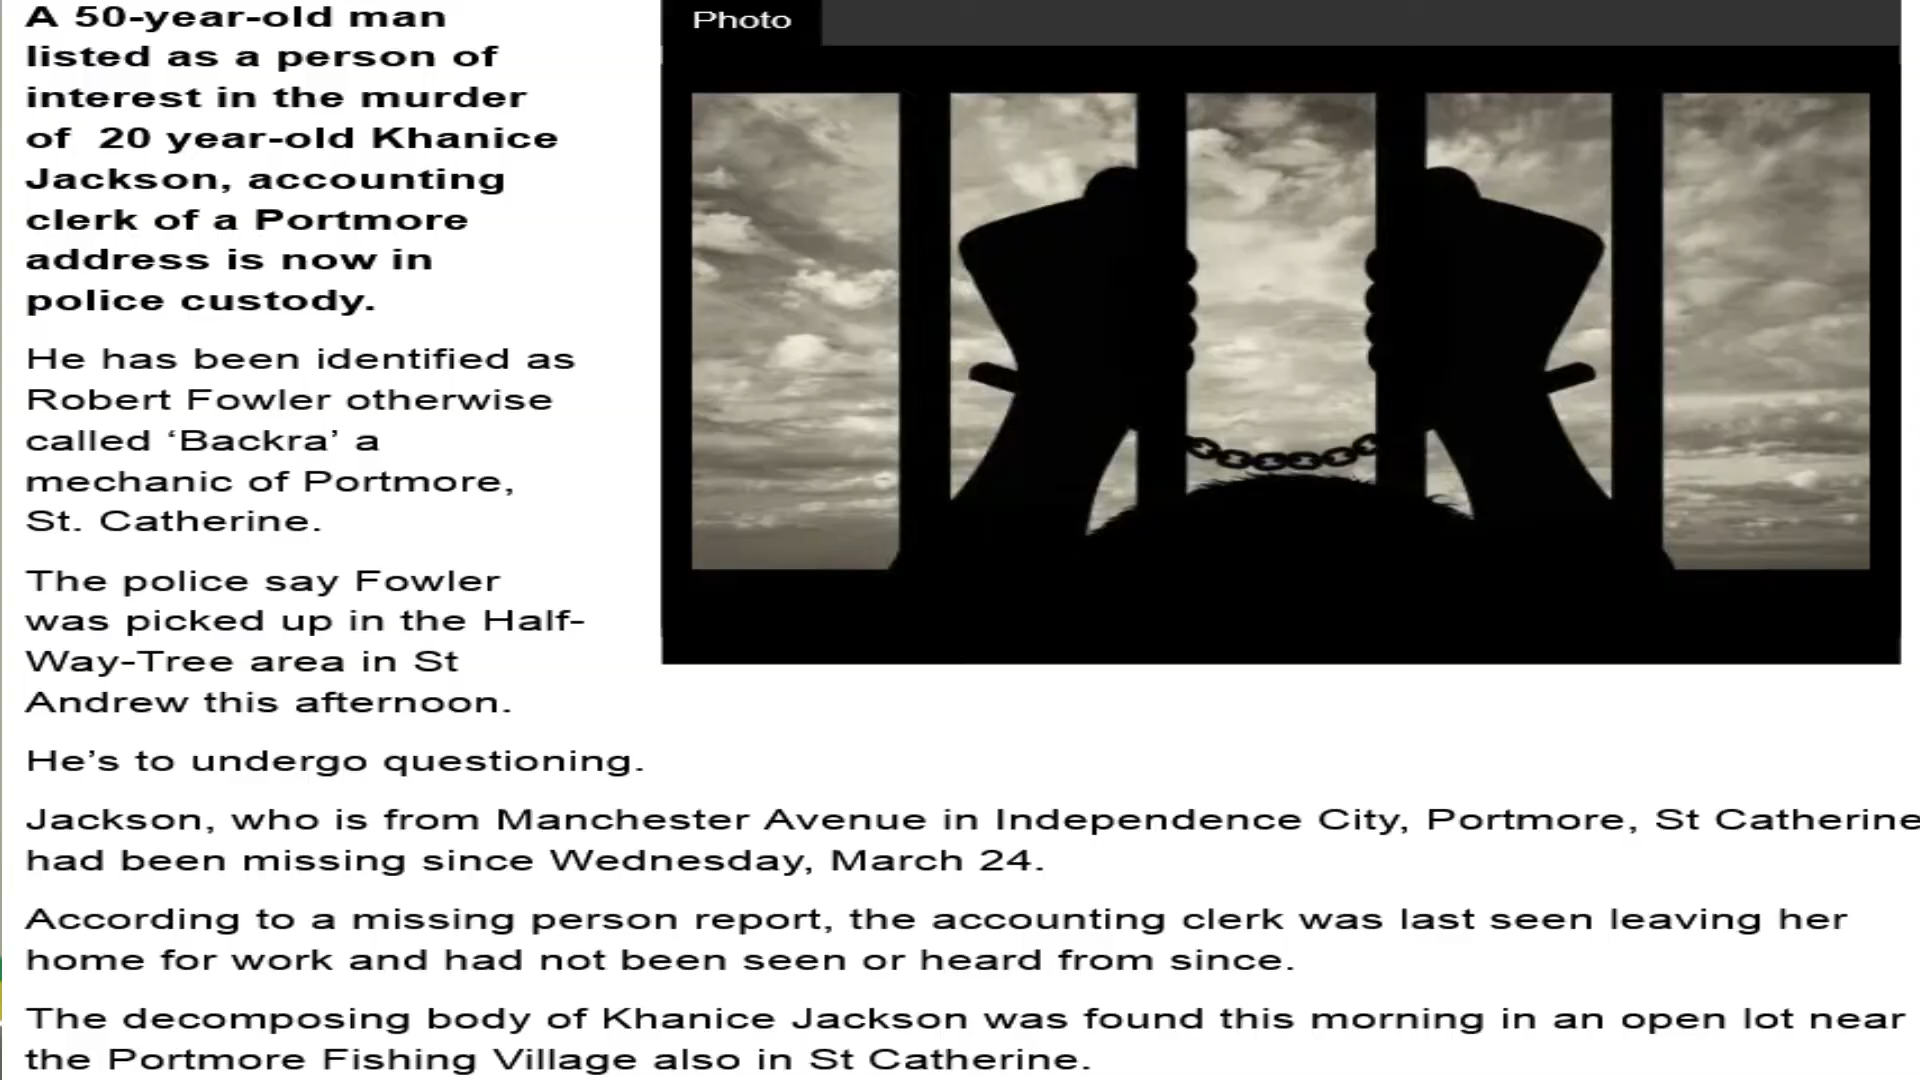 A 50-year-old man
listed as a person of
interest in the murder
of 20 year-old Khanice
Jackson, accounting
clerk of a Portmore
address is now in
police custody.
He has been identified as
Robert Fowler otherwise
called ‘Backra’ a
mechanic of Portmore,
St. Catherine.
The police say Fowler
was picked up in the Half-
Way-Tree area in St
Andrew this afternoon.
He’s to undergo questioning.
Jackson, who is from Manchester Avenue in Independence City, Portmore, St Catherine
had been missing since Wednesday, March 24.
According to a missing person report, the accounting clerk was last seen leaving her
home for work and had not been seen or heard from since.
The decomposing body of Khanice Jackson was found this morning in an open lot near
the Portmore Fishing Village also in St Catherine.
Photo